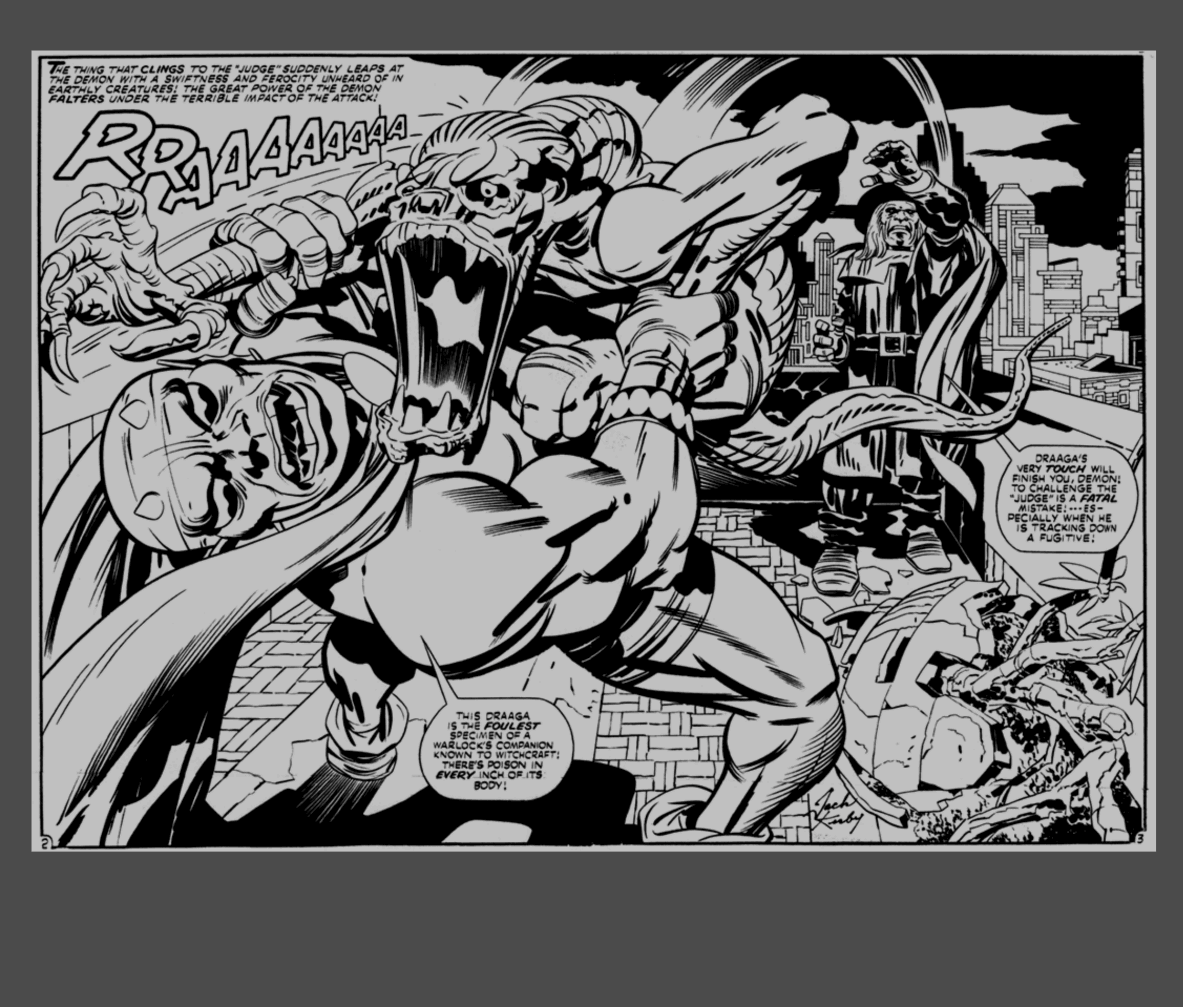 THE THING THAT CLINGS TO THE "JUDGE" SUDDENLY LEAPS AT
THE DEMON WITH A SWIFTNESS AND FEROCITY UNHEARD OF IN
EARTHLY CREATURES! THE GREAT POWER OF THE DEMON
FALTERS UNDER THE TERRIBLE IMPACT OF THE ATTACK!
RRAAAAAAAAA
DRAAGA'S
VERY TOUCH WILL
FINISH YOU, DEMON!
TO CHALLENGE THE
"JUDGE" IS A FATAL
MISTAKE! ---ES-
PECIALLY WHEN HE
IS TRACKING DOWN
A FUGITIVE!
THIS DRAAGA
IS THE FOULEST
SPECIMEN OF A
WARLOCK'S COMPANION
KNOWN TO WITCHCRAFT!
THERE'S POISON IN
EVERY INCH OF ITS
BODY!
Jack
Kirby
2
3